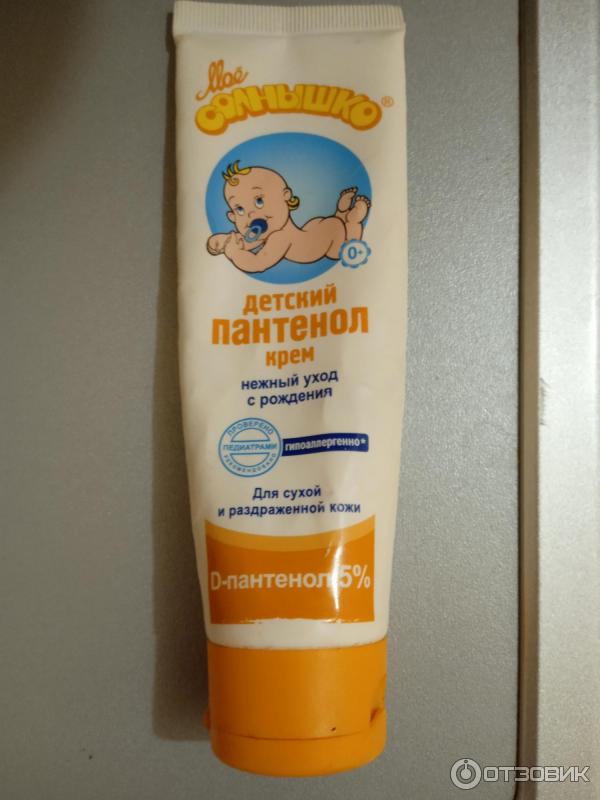 Моё
СОЛНЫШКО®
0+
детский
пантенол
крем
нежный уход
с рождения
ПРОВЕРЕНО
ПЕДИАТРАМИ
РЕКОМЕНДОВАНО
гипоаллергенно*
Для сухой
и раздраженной кожи
D-пантенол 5%
ОТЗОВИК